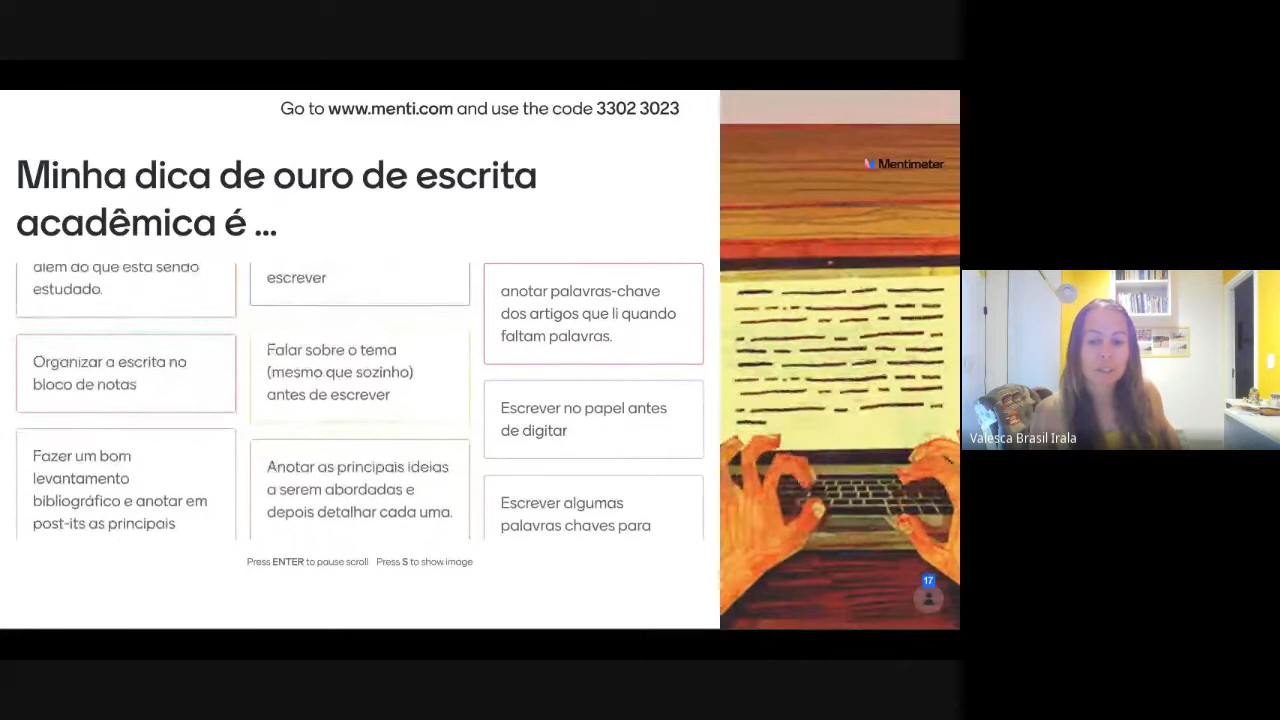 Go to www.menti.com and use the code 3302 3023
Mentimeter
Minha dica de ouro de escrita
acadêmica é ...
além do que está sendo
estudado.
Organizar a escrita no
bloco de notas
Fazer um bom
levantamento
bibliográfico e anotar em
post-its as principais
escrever
Falar sobre o tema
(mesmo que sozinho)
antes de escrever
Anotar as principais ideias
a serem abordadas e
depois detalhar cada uma.
anotar palavras-chave
dos artigos que li quando
faltam palavras.
Escrever no papel antes
de digitar
Escrever algumas
palavras chaves para
Press ENTER to pause scroll Press S to show image
17
Valesca Brasil Irala